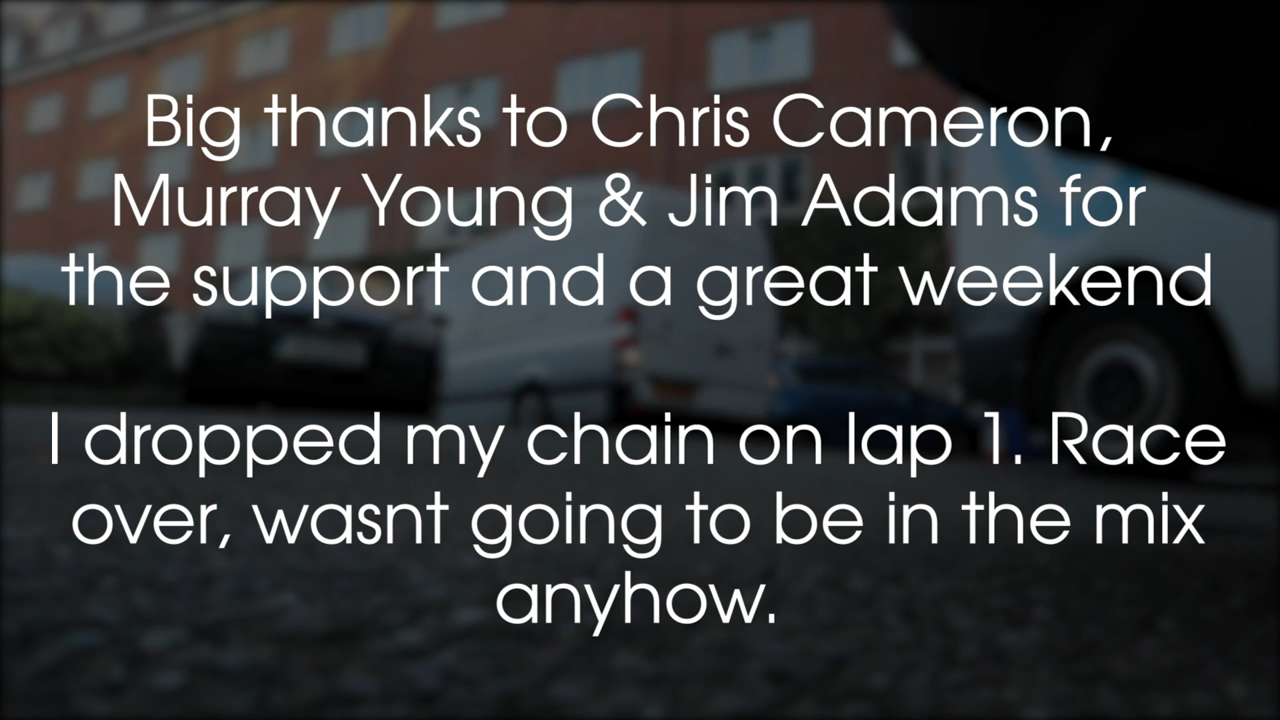 Big thanks to Chris Cameron,
Murray Young & Jim Adams for
the support and a great weekend
I dropped my chain on lap 1. Race
over, wasnt going to be in the mix
anyhow.